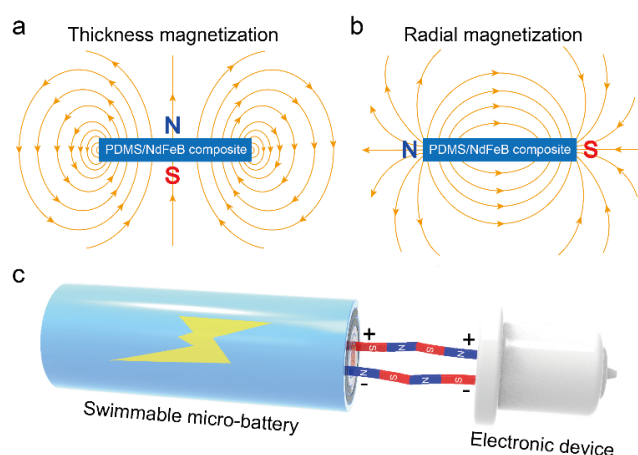 a
Thickness magnetization
b
Radial magnetization
N
PDMS/NdFeB composite
S
N
PDMS/NdFeB composite
S
c
+
S N S N
+
-
N S N S
-
Swimmable micro-battery
Electronic device